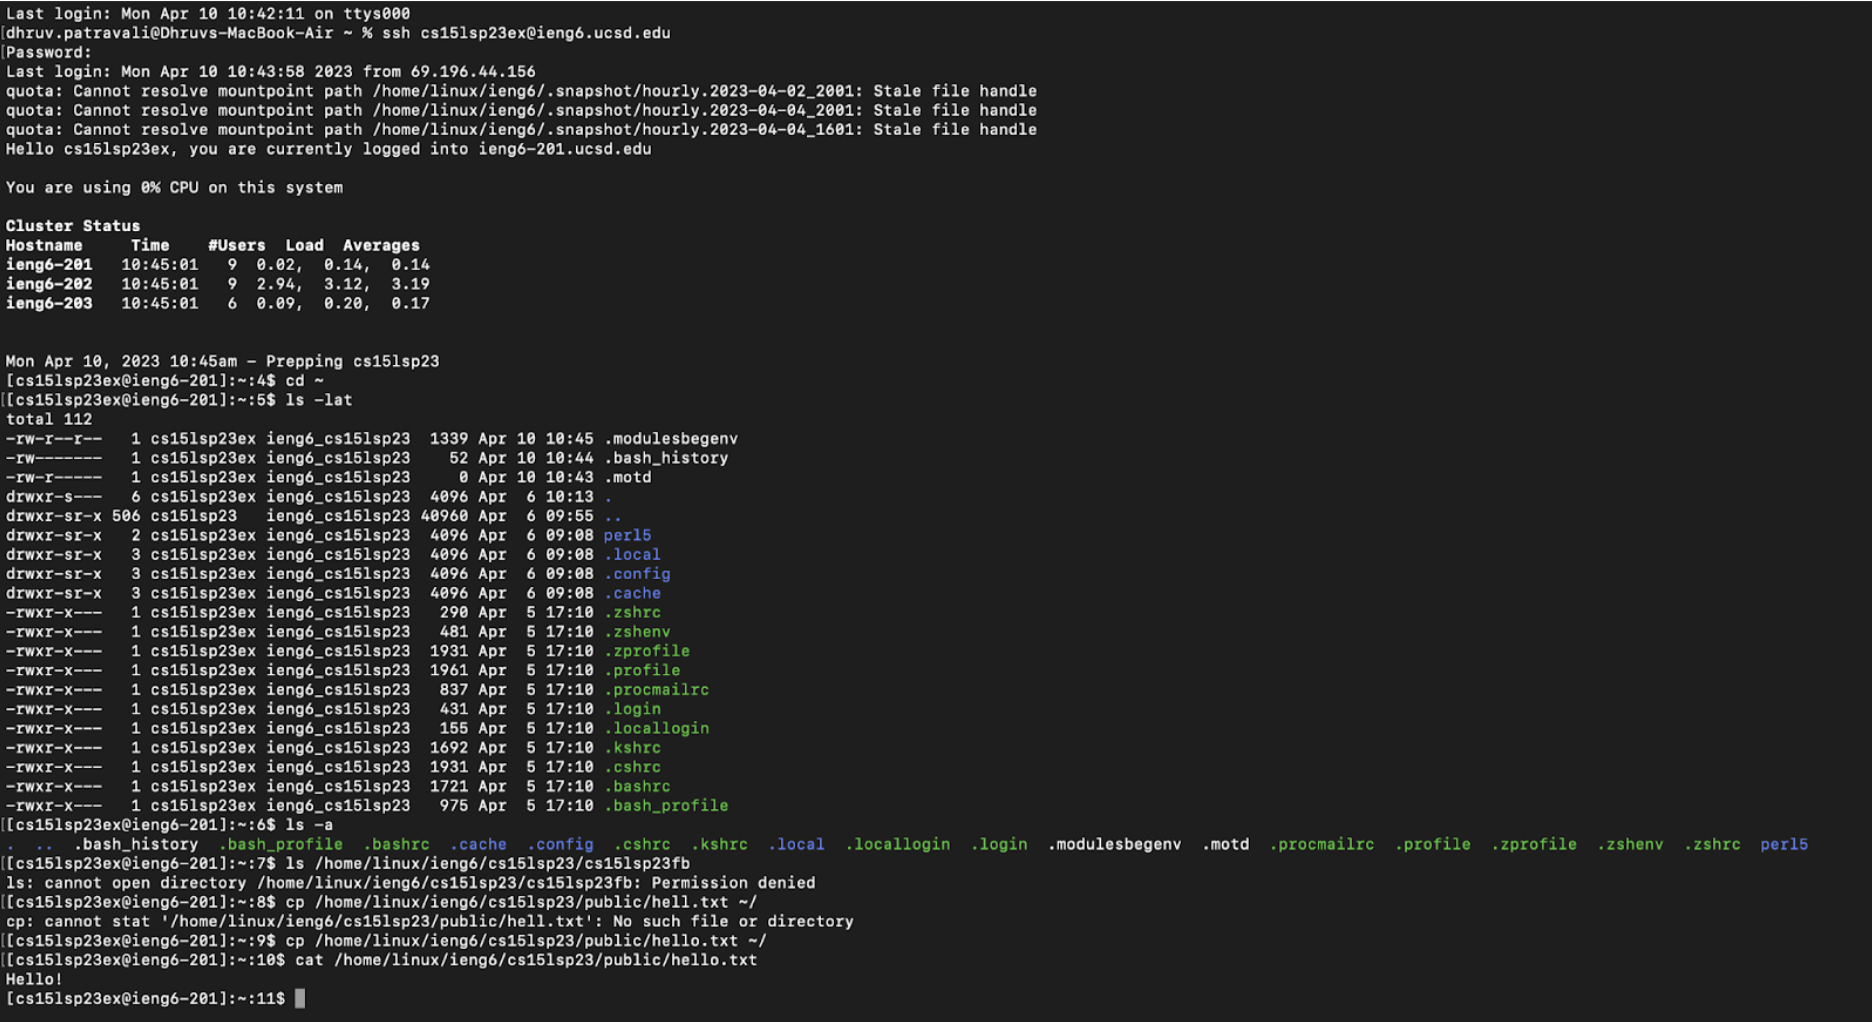 Last login: Mon Apr 10 10:42:11 on ttys000
[dhruv.patravali@Dhruvs-MacBook-Air ~ % ssh cs15lsp23ex@ieng6.ucsd.edu
[Password:
Last login: Mon Apr 10 10:43:58 2023 from 69.196.44.156
quota: Cannot resolve mountpoint path /home/linux/ieng6/.snapshot/hourly.2023-04-02_2001: Stale file handle
quota: Cannot resolve mountpoint path /home/linux/ieng6/.snapshot/hourly.2023-04-04_2001: Stale file handle
quota: Cannot resolve mountpoint path /home/linux/ieng6/.snapshot/hourly.2023-04-04_1601: Stale file handle
Hello cs15lsp23ex, you are currently logged into ieng6-201.ucsd.edu

You are using 0% CPU on this system

Cluster Status
Hostname     Time    #Users  Load  Averages
ieng6-201   10:45:01   9  0.02,  0.14,  0.14
ieng6-202   10:45:01   9  2.94,  3.12,  3.19
ieng6-203   10:45:01   6  0.09,  0.20,  0.17

Mon Apr 10, 2023 10:45am - Prepping cs15lsp23
[cs15lsp23ex@ieng6-201]:~:4$ cd ~
[[cs15lsp23ex@ieng6-201]:~:5$ ls -lat
total 112
-rw-r--r--   1 cs15lsp23ex ieng6_cs15lsp23  1339 Apr 10 10:45 .modulesbegenv
-rw-------   1 cs15lsp23ex ieng6_cs15lsp23    52 Apr 10 10:44 .bash_history
-rw-r-----   1 cs15lsp23ex ieng6_cs15lsp23     0 Apr 10 10:43 .motd
drwxr-s---   6 cs15lsp23ex ieng6_cs15lsp23  4096 Apr  6 10:13 .
drwxr-sr-x 506 cs15lsp23   ieng6_cs15lsp23 40960 Apr  6 09:55 ..
drwxr-sr-x   2 cs15lsp23ex ieng6_cs15lsp23  4096 Apr  6 09:08 perl5
drwxr-sr-x   3 cs15lsp23ex ieng6_cs15lsp23  4096 Apr  6 09:08 .local
drwxr-sr-x   3 cs15lsp23ex ieng6_cs15lsp23  4096 Apr  6 09:08 .config
drwxr-sr-x   3 cs15lsp23ex ieng6_cs15lsp23  4096 Apr  6 09:08 .cache
-rwxr-x---   1 cs15lsp23ex ieng6_cs15lsp23   290 Apr  5 17:10 .zshrc
-rwxr-x---   1 cs15lsp23ex ieng6_cs15lsp23   481 Apr  5 17:10 .zshenv
-rwxr-x---   1 cs15lsp23ex ieng6_cs15lsp23  1931 Apr  5 17:10 .zprofile
-rwxr-x---   1 cs15lsp23ex ieng6_cs15lsp23  1961 Apr  5 17:10 .profile
-rwxr-x---   1 cs15lsp23ex ieng6_cs15lsp23   837 Apr  5 17:10 .procmailrc
-rwxr-x---   1 cs15lsp23ex ieng6_cs15lsp23   431 Apr  5 17:10 .login
-rwxr-x---   1 cs15lsp23ex ieng6_cs15lsp23   155 Apr  5 17:10 .locallogin
-rwxr-x---   1 cs15lsp23ex ieng6_cs15lsp23  1692 Apr  5 17:10 .kshrc
-rwxr-x---   1 cs15lsp23ex ieng6_cs15lsp23  1931 Apr  5 17:10 .cshrc
-rwxr-x---   1 cs15lsp23ex ieng6_cs15lsp23  1721 Apr  5 17:10 .bashrc
-rwxr-x---   1 cs15lsp23ex ieng6_cs15lsp23   975 Apr  5 17:10 .bash_profile
[[cs15lsp23ex@ieng6-201]:~:6$ ls -a
.  ..  .bash_history  .bash_profile  .bashrc  .cache  .config  .cshrc  .kshrc  .local  .locallogin  .login  .modulesbegenv  .motd  .procmailrc  .profile  .zprofile  .zshenv  .zshrc  perl5
[[cs15lsp23ex@ieng6-201]:~:7$ ls /home/linux/ieng6/cs15lsp23/cs15lsp23fb
ls: cannot open directory /home/linux/ieng6/cs15lsp23/cs15lsp23fb: Permission denied
[[cs15lsp23ex@ieng6-201]:~:8$ cp /home/linux/ieng6/cs15lsp23/public/hell.txt ~/
cp: cannot stat '/home/linux/ieng6/cs15lsp23/public/hell.txt': No such file or directory
[[cs15lsp23ex@ieng6-201]:~:9$ cp /home/linux/ieng6/cs15lsp23/public/hello.txt ~/
[[cs15lsp23ex@ieng6-201]:~:10$ cat /home/linux/ieng6/cs15lsp23/public/hello.txt
Hello!
[cs15lsp23ex@ieng6-201]:~:11$